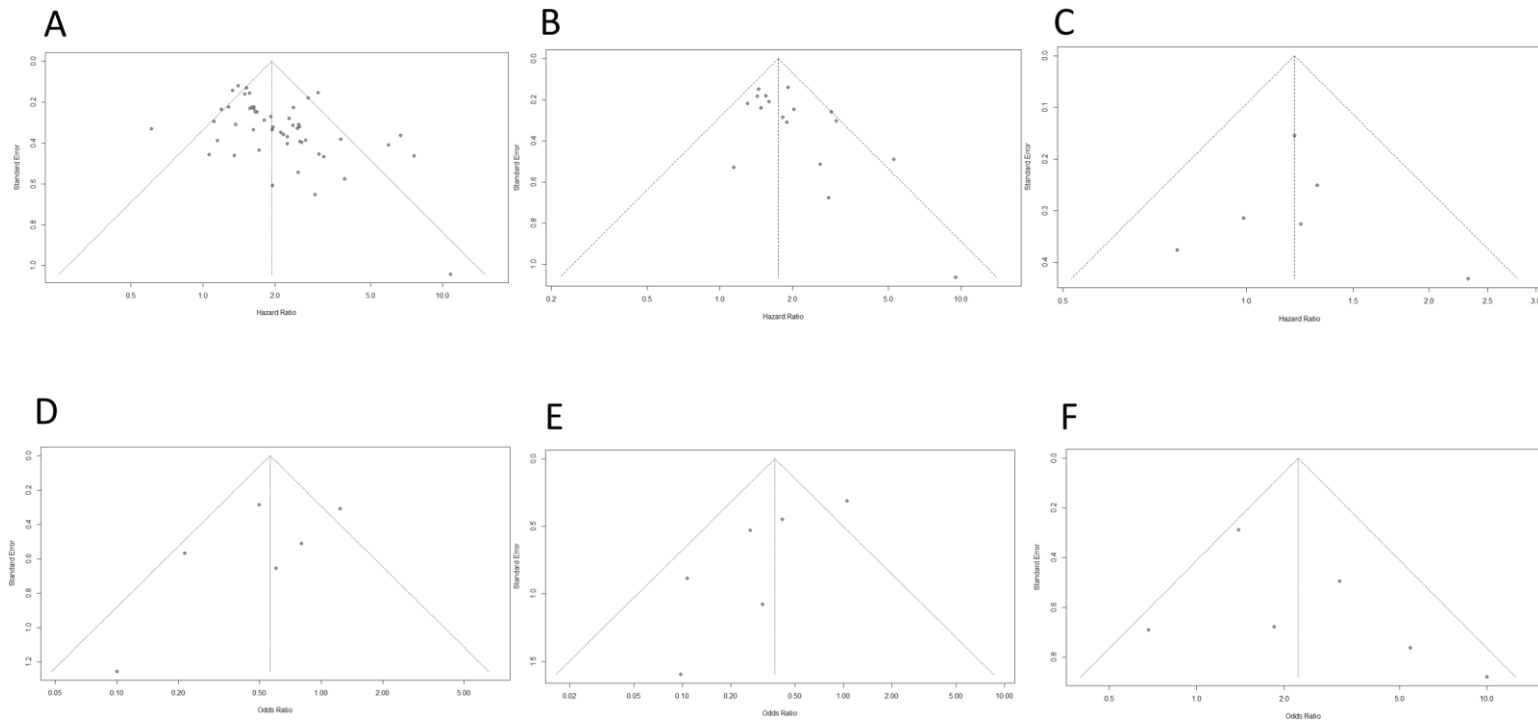 A
B
C
0.0
0.2
0.4
0.6
0.8
1.0
Standard Error
0.5 1.0 2.0 5.0 10.0
Hazard Ratio
0.0
0.2
0.4
0.6
0.8
1.0
Standard Error
0.2 0.5 1.0 2.0 5.0 10.0
Hazard Ratio
0.0
0.1
0.2
0.3
0.4
Standard Error
0.5 1.0 1.5 2.0 2.5 3.0
Hazard Ratio
D
E
F
0.0
0.2
0.4
0.6
0.8
1.0
1.2
Standard Error
0.05 0.10 0.20 0.50 1.00 2.00 5.00
Odds Ratio
0.0
0.5
1.0
1.5
Standard Error
0.02 0.05 0.10 0.20 0.50 1.00 2.00 5.00 10.00
Odds Ratio
0.0
0.2
0.4
0.6
0.8
Standard Error
0.5 1.0 2.0 5.0 10.0
Odds Ratio